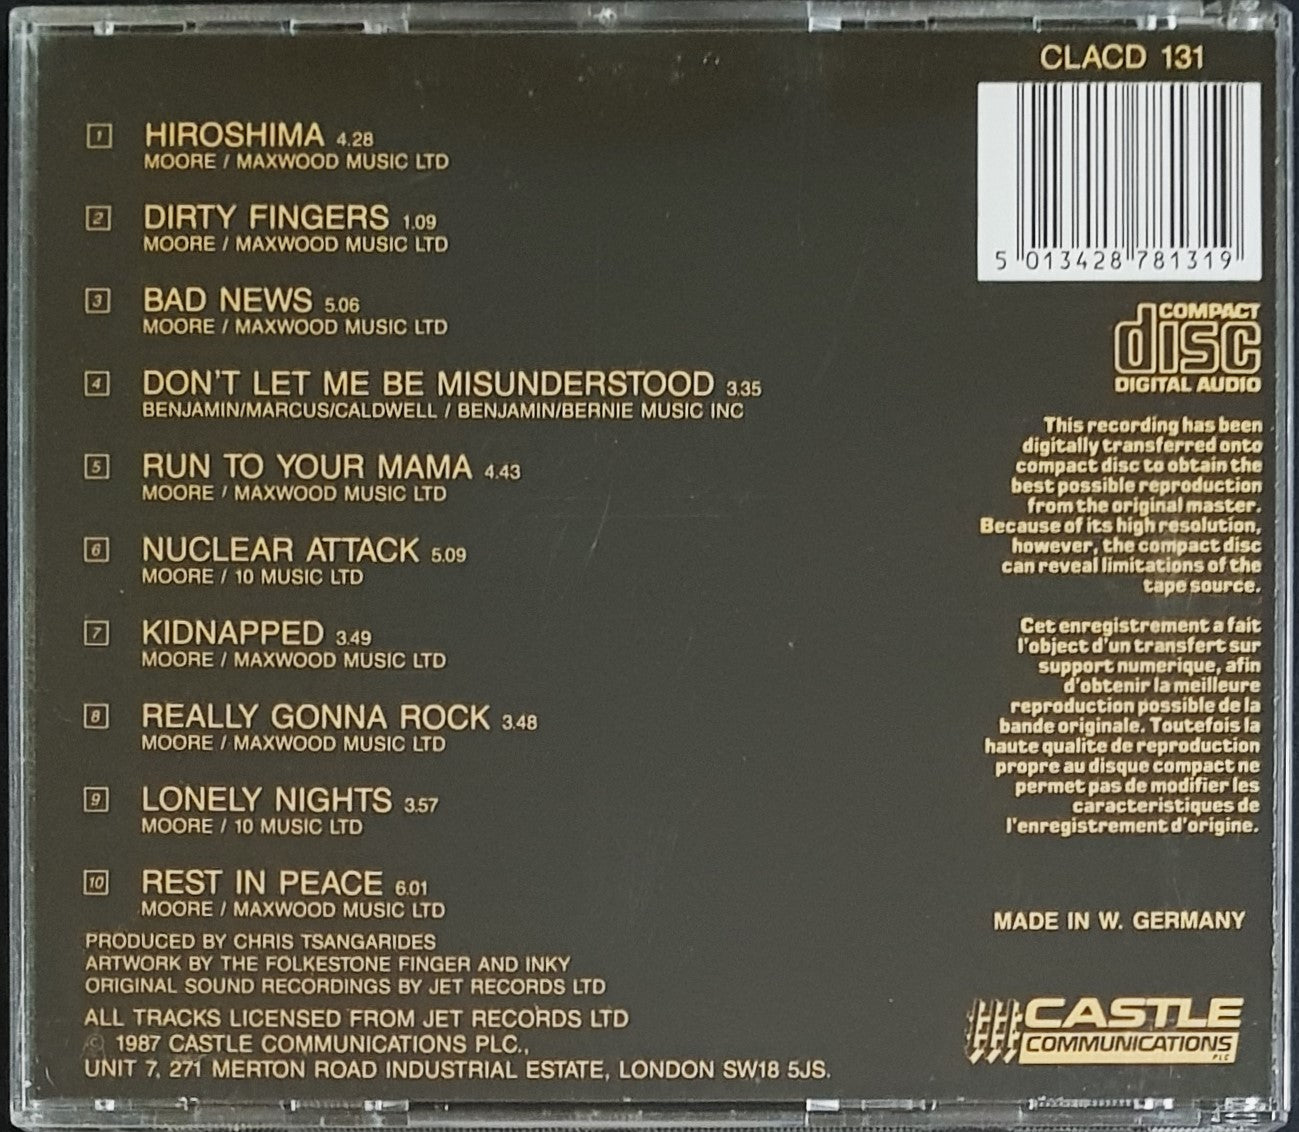 CLACD 131
1 HIROSHIMA 4.28
MOORE / MAXWOOD MUSIC LTD
2 DIRTY FINGERS 1.09
MOORE / MAXWOOD MUSIC LTD
3 BAD NEWS 5.06
MOORE / MAXWOOD MUSIC LTD
4 DON'T LET ME BE MISUNDERSTOOD 3.35
BENJAMIN/MARCUS/CALDWELL / BENJAMIN/BERNIE MUSIC INC
5 RUN TO YOUR MAMA 4.43
MOORE / MAXWOOD MUSIC LTD
6 NUCLEAR ATTACK 5.09
MOORE / 10 MUSIC LTD
7 KIDNAPPED 3.49
MOORE / MAXWOOD MUSIC LTD
8 REALLY GONNA ROCK 3.48
MOORE / MAXWOOD MUSIC LTD
9 LONELY NIGHTS 3.57
MOORE / 10 MUSIC LTD
10 REST IN PEACE 6.01
MOORE / MAXWOOD MUSIC LTD
PRODUCED BY CHRIS TSANGARIDES
ARTWORK BY THE FOLKESTONE FINGER AND INKY
ORIGINAL SOUND RECORDINGS BY JET RECORDS LTD
ALL TRACKS LICENSED FROM JET RECORDS LTD
© 1987 CASTLE COMMUNICATIONS PLC.,
UNIT 7, 271 MERTON ROAD INDUSTRIAL ESTATE, LONDON SW18 5JS.
5 013428 781319
COMPACT
disc
DIGITAL AUDIO
This recording has been
digitally transferred onto
compact disc to obtain the
best possible reproduction
from the original master.
Because of its high resolution,
however, the compact disc
can reveal limitations of the
tape source.
Cet enregistrement a fait
l'object d'un transfert sur
support numerique, afin
d'obtenir la meilleure
reproduction possible de la
bande originale. Toutefois la
haute qualite de reproduction
propre au disque compact ne
permet pas de modifier les
caracteristiques de
l'enregistrement d'origine.
MADE IN W. GERMANY
CASTLE
COMMUNICATIONS
PLC